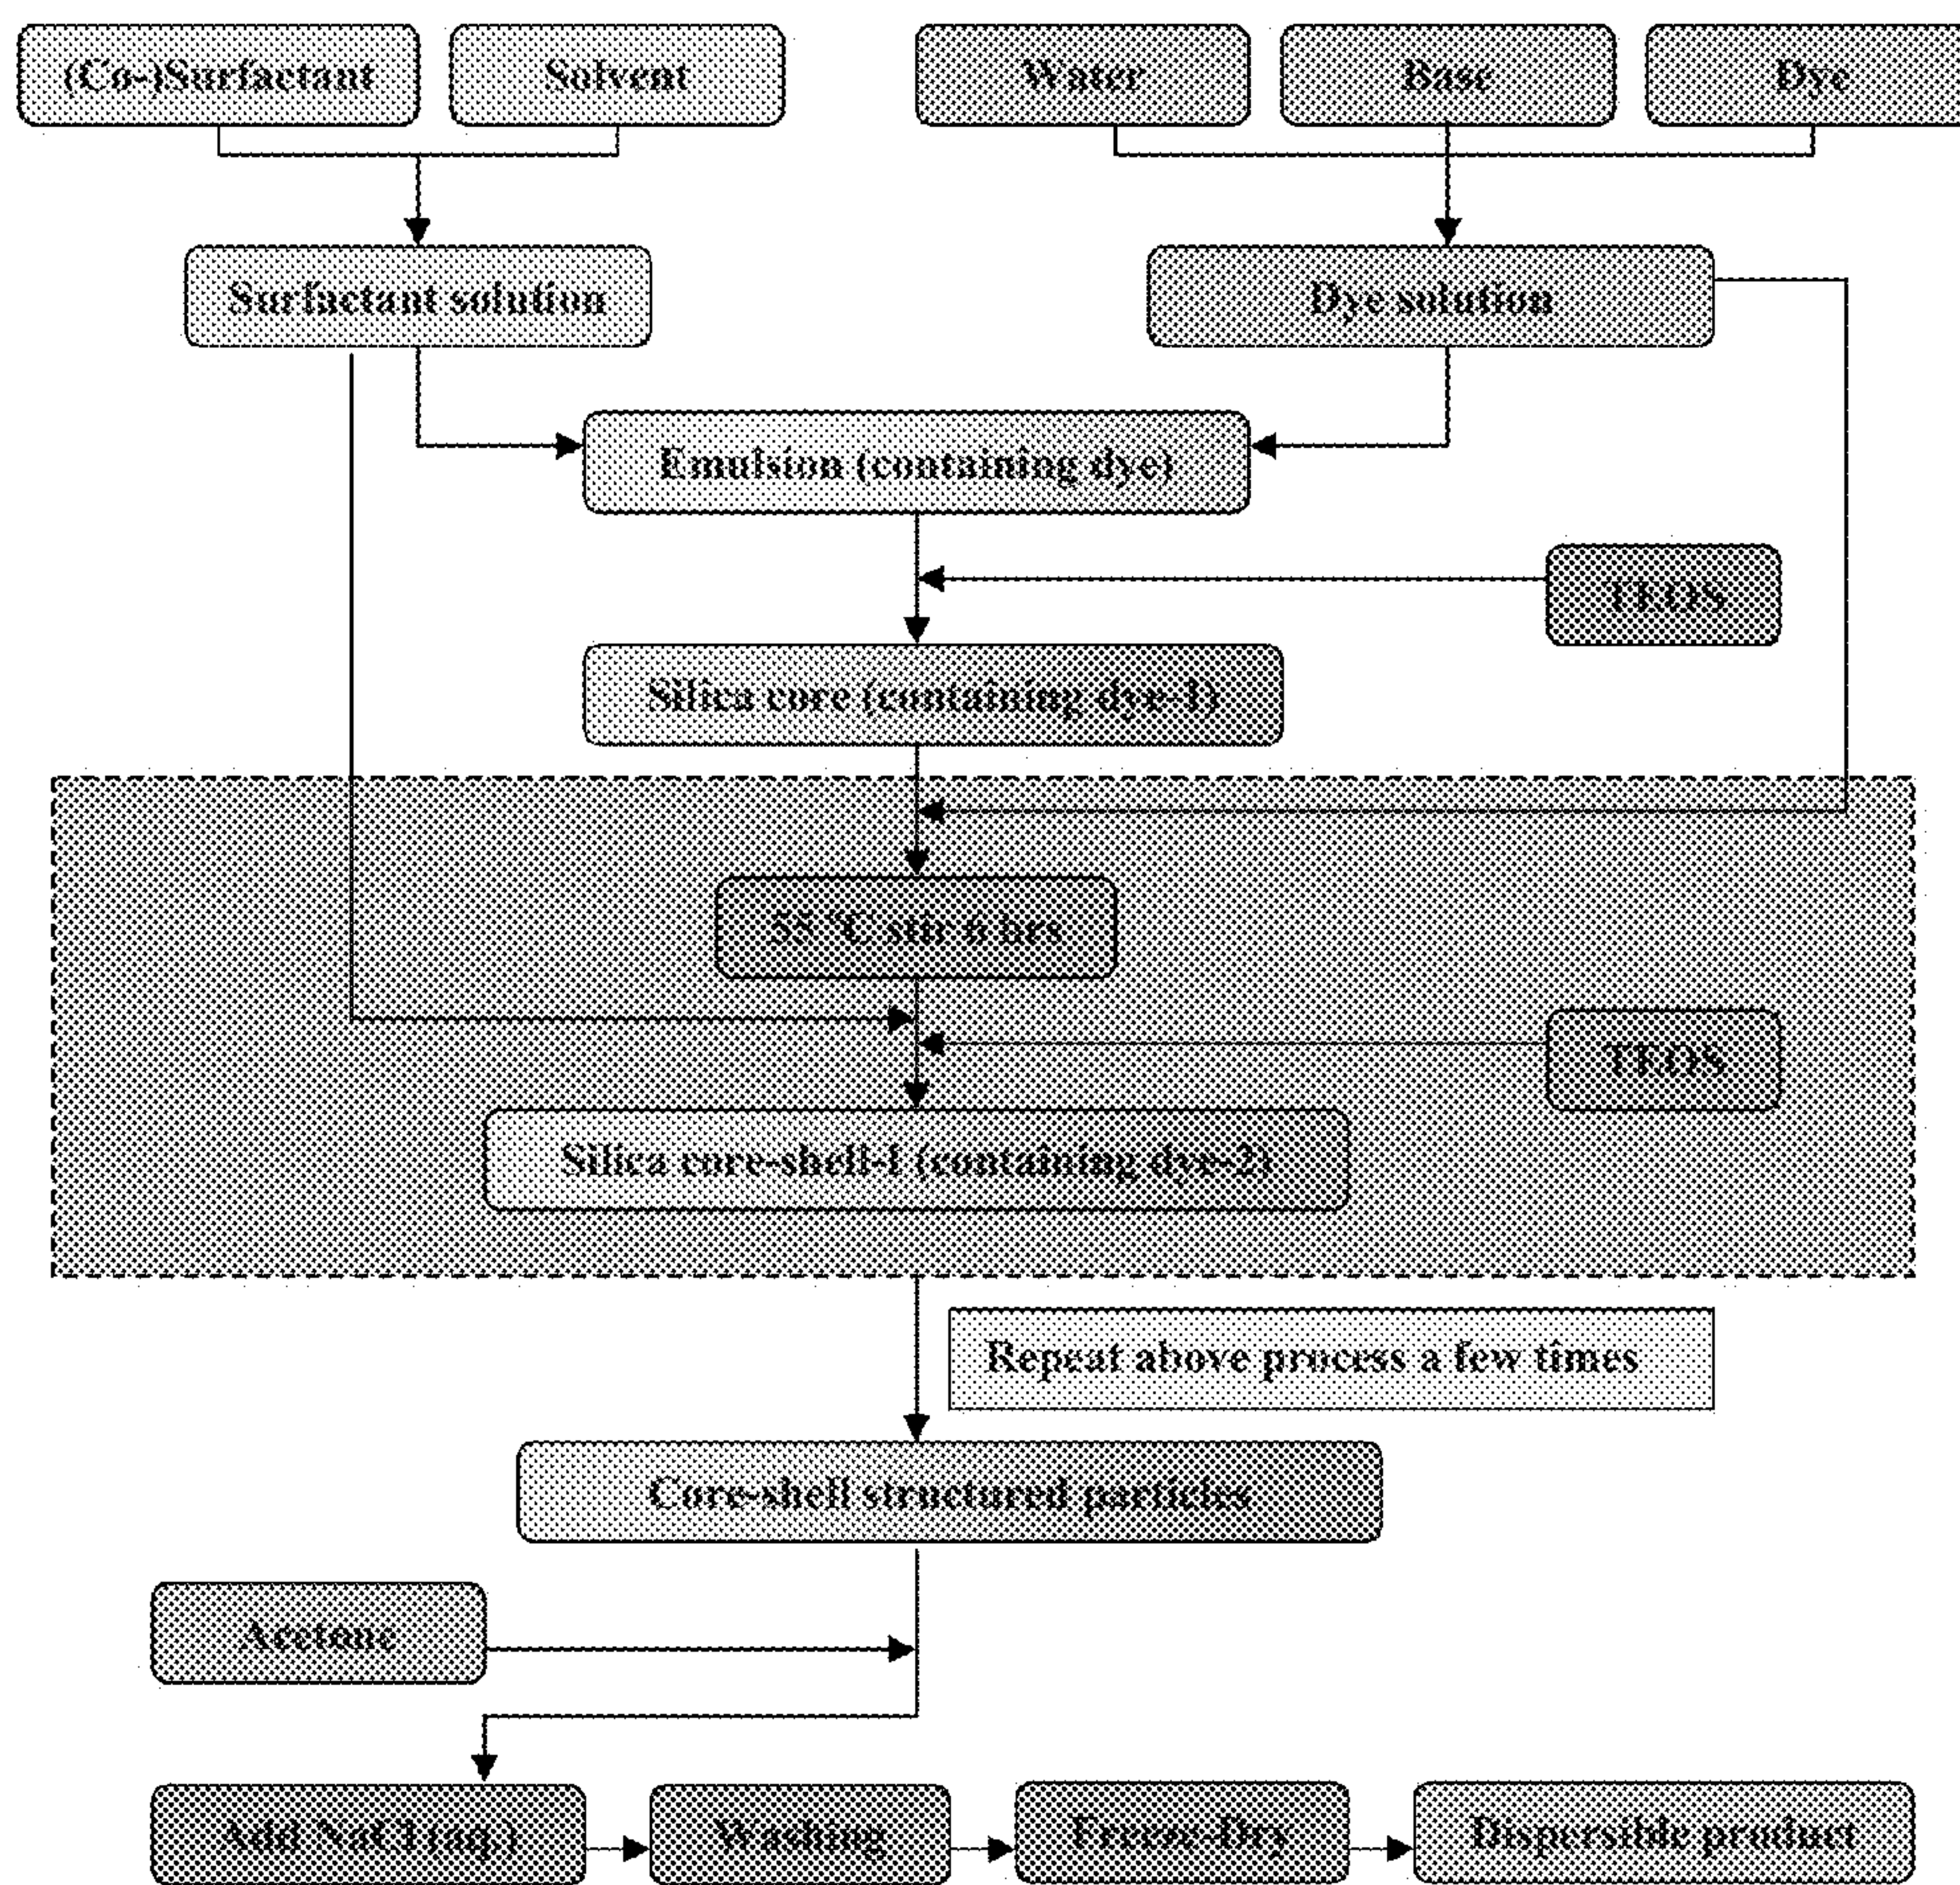 (Co-)Surfactant
Solvent
Water
Base
Dye
Surfactant solution
Dye solution
Emulsion (containing dye)
TEOS
Silica core (containing dye-1)
55 °C stir 6 hrs
TEOS
Silica core-shell-I (containing dye-2)
Repeat above process a few times
Core-shell structured particles
Acetone
Add NaCl (aq.)
Washing
Freeze-Dry
Dispersible product